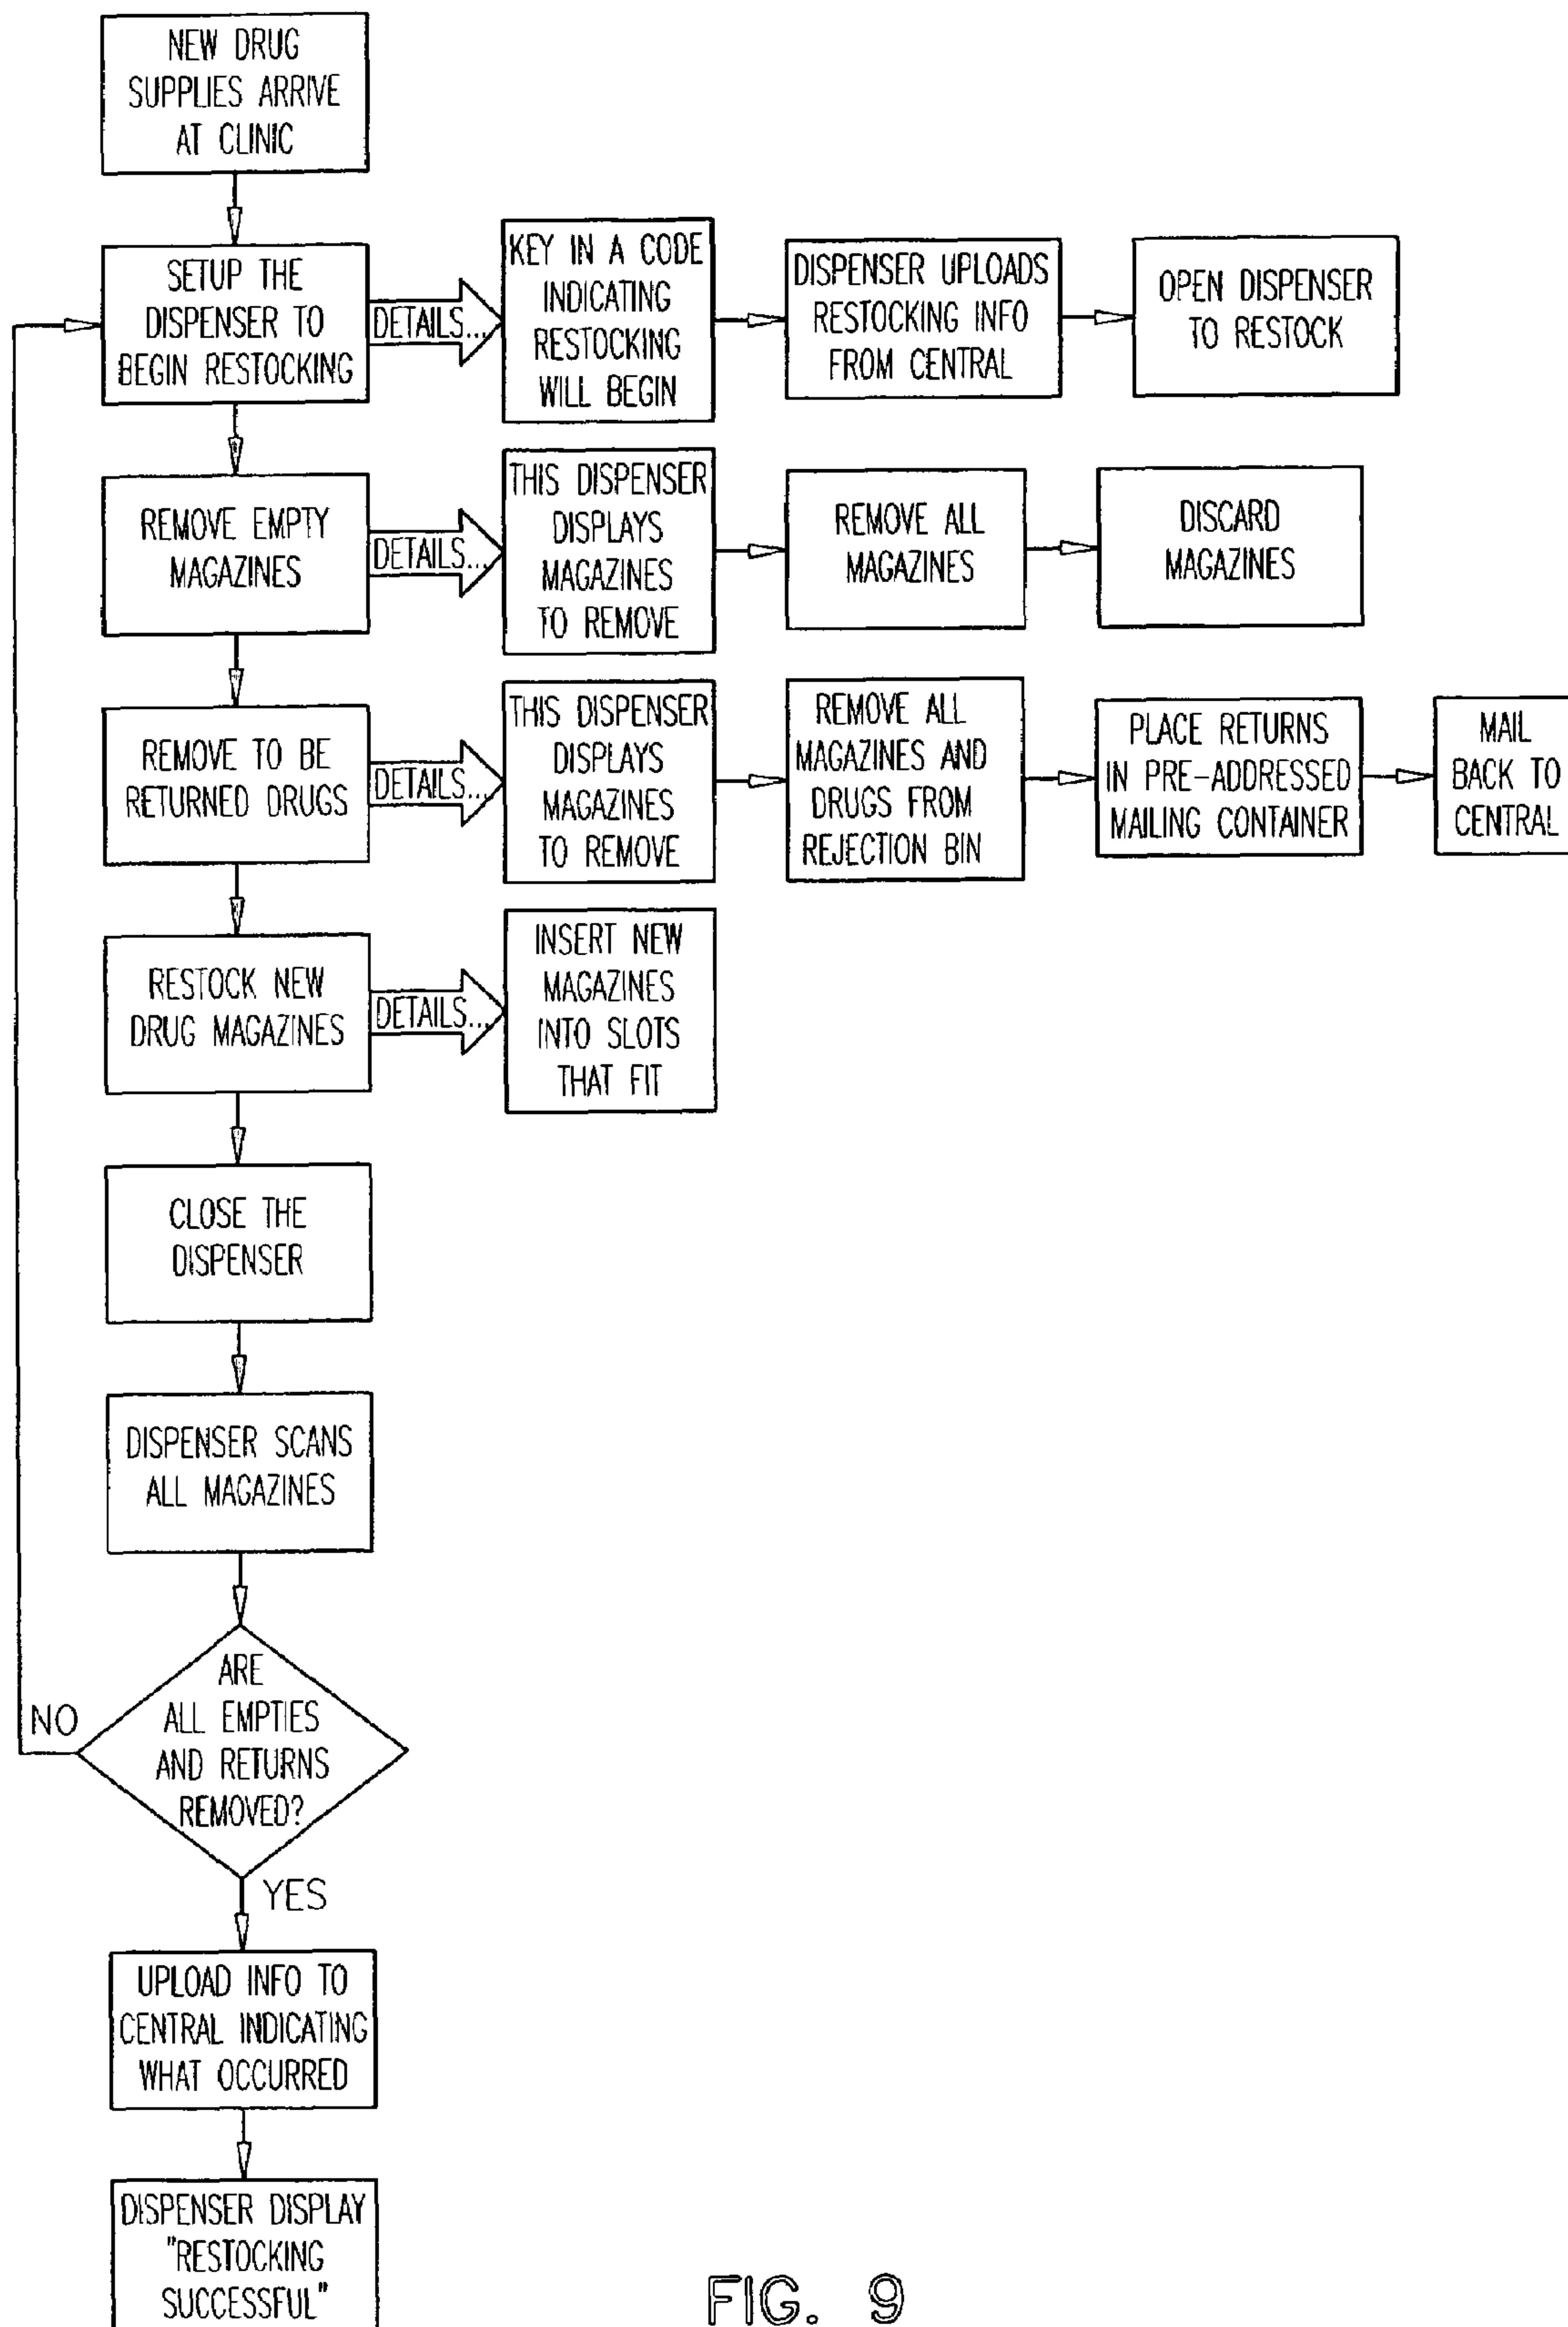 NEW DRUG
SUPPLIES ARRIVE
AT CLINIC
SETUP THE
DISPENSER TO
BEGIN RESTOCKING
DETAILS...
KEY IN A CODE
INDICATING
RESTOCKING
WILL BEGIN
DISPENSER UPLOADS
RESTOCKING INFO
FROM CENTRAL
OPEN DISPENSER
TO RESTOCK
REMOVE EMPTY
MAGAZINES
DETAILS...
THIS DISPENSER
DISPLAYS
MAGAZINES
TO REMOVE
REMOVE ALL
MAGAZINES
DISCARD
MAGAZINES
REMOVE TO BE
RETURNED DRUGS
DETAILS...
THIS DISPENSER
DISPLAYS
MAGAZINES
TO REMOVE
REMOVE ALL
MAGAZINES AND
DRUGS FROM
REJECTION BIN
PLACE RETURNS
IN PRE-ADDRESSED
MAILING CONTAINER
MAIL
BACK TO
CENTRAL
RESTOCK NEW
DRUG MAGAZINES
DETAILS...
INSERT NEW
MAGAZINES
INTO SLOTS
THAT FIT
CLOSE THE
DISPENSER
DISPENSER SCANS
ALL MAGAZINES
ARE
ALL EMPTIES
AND RETURNS
REMOVED?
NO
YES
UPLOAD INFO TO
CENTRAL INDICATING
WHAT OCCURRED
DISPENSER DISPLAY
"RESTOCKING
SUCCESSFUL"
FIG. 9